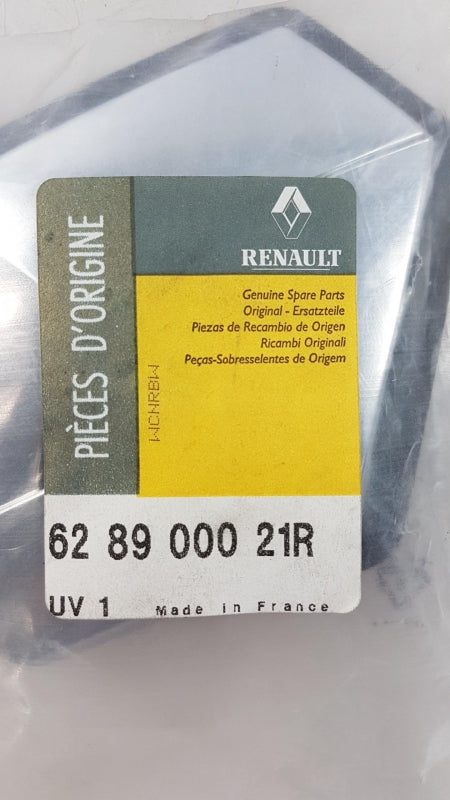 PIÈCES D'ORIGINE
RENAULT
Genuine Spare Parts
Original - Ersatzteile
Piezas de Recambio de Origen
Ricambi Originali
Peças-Sobresselentes de Origem
62 89 000 21R
UV 1 Made in France